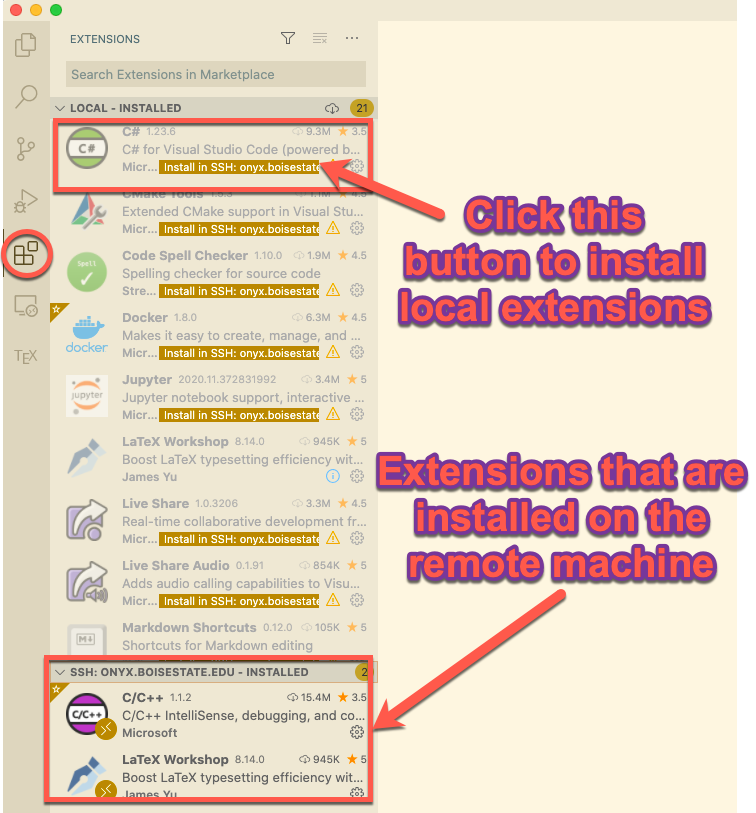 EXTENSIONS
Search Extensions in Marketplace
LOCAL - INSTALLED 21
C# 1.23.6 9.3M 3.5
C# for Visual Studio Code (powered b...
Micr... Install in SSH: onyx.boisestate
CMake Tools 1.1M 4.5
Extended CMake support in Visual Stu...
Micr... Install in SSH: onyx.boisestate
Spell
Code Spell Checker 1.10.0 1.9M 4.5
Spelling checker for source code
Stre... Install in SSH: onyx.boisestate
Docker 1.8.0 6.3M 4.5
Makes it easy to create, manage, and ...
docker
Micr... Install in SSH: onyx.boisestate
Jupyter 2020.11.372831992 3.4M 5
jupyter
Jupyter notebook support, interactive ...
Micr... Install in SSH: onyx.boisestate
LaTeX Workshop 8.14.0 945K 5
Boost LaTeX typesetting efficiency wit...
James Yu
Live Share 1.0.3206 3.3M 4.5
Real-time collaborative development fr...
Micr... Install in SSH: onyx.boisestate
Live Share Audio 0.1.91 854K 5
Adds audio calling capabilities to Visu...
Micr... Install in SSH: onyx.boisestate
Markdown Shortcuts 0.12.0 105K 5
Shortcuts for Markdown editing
SSH: ONYX.BOISESTATE.EDU - INSTALLED 2
C/C++ 1.1.2 15.4M 3.5
C/C++
C/C++ IntelliSense, debugging, and co...
Microsoft
LaTeX Workshop 8.14.0 945K 5
Boost LaTeX typesetting efficiency wit...
James Yu
TEX
C#
M
Click this
button to install
local extensions
Extensions that are
installed on the
remote machine